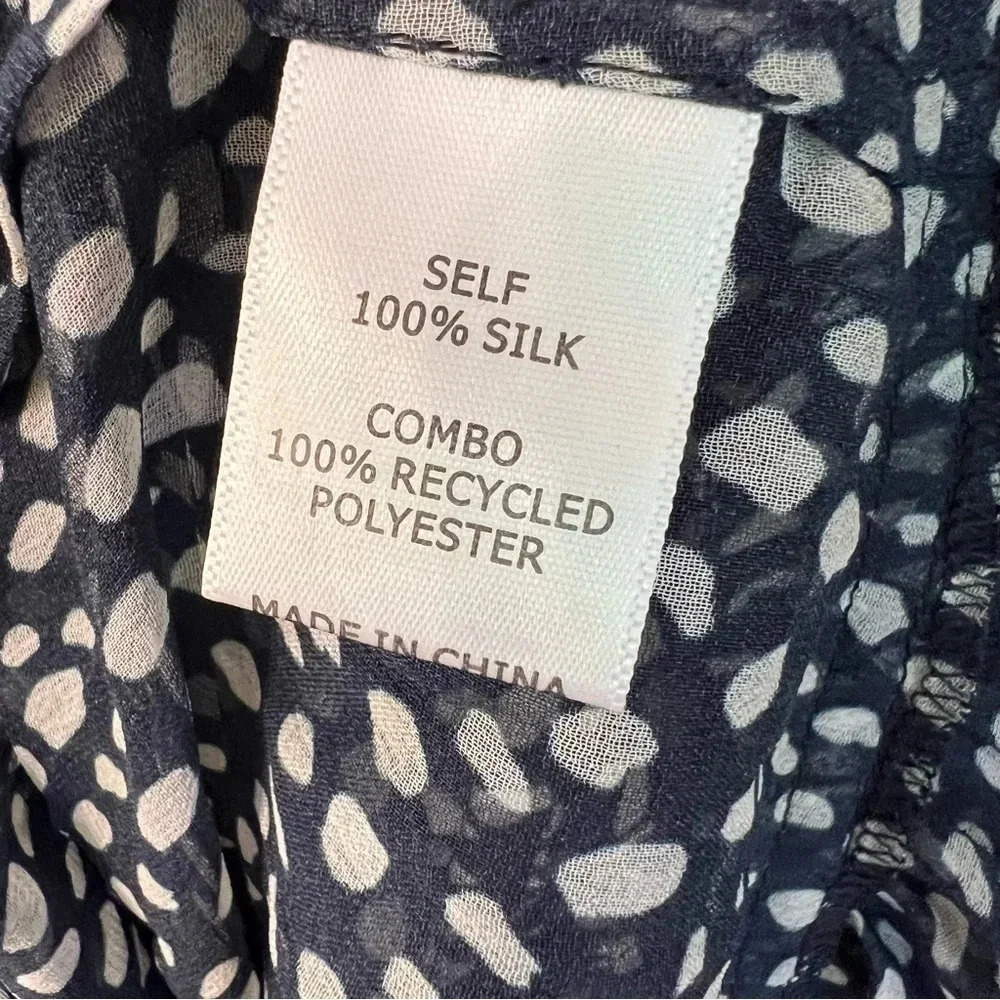 SELF
100% SILK
COMBO
100% RECYCLED
POLYESTER
MADE IN CHINA